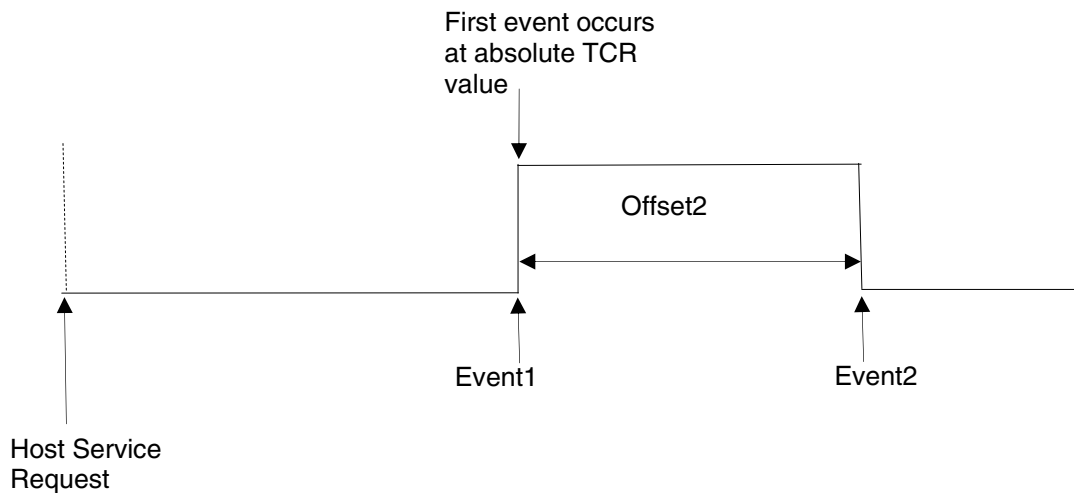 First event occurs
at absolute TCR
value
Offset2
Event1
Event2
Host Service
Request